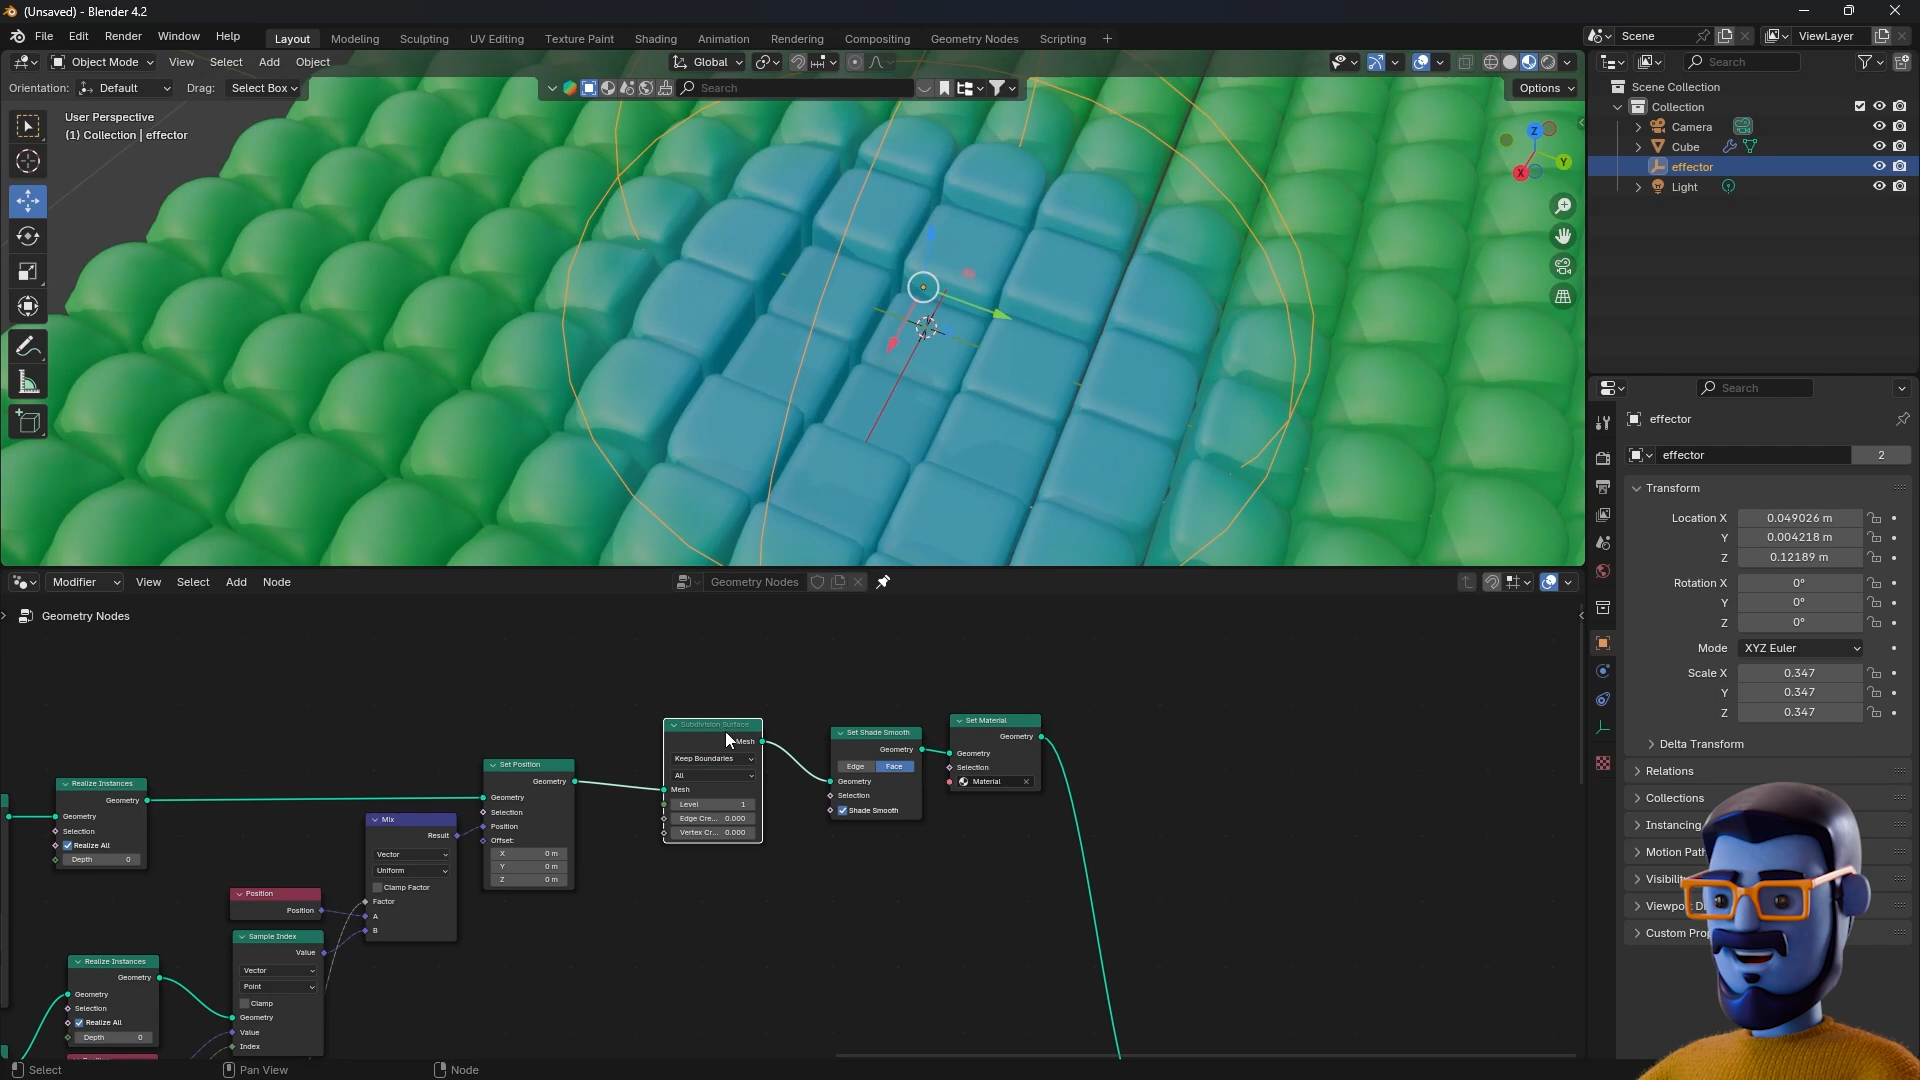 (Unsaved) - Blender 4.2
File Edit Render Window Help
Layout Modeling Sculpting UV Editing Texture Paint Shading Animation Rendering Compositing Geometry Nodes Scripting +
Scene
ViewLayer
Object Mode View Select Add Object
Global
Search
Orientation: Default Drag: Select Box
Search
Options
User Perspective
(1) Collection | effector
Z
Y
X
Scene Collection
Collection
Camera
Cube
effector
Light
Search
effector
effector 2
Transform
Location X 0.049026 m
Y 0.004218 m
Z 0.12189 m
Rotation X 0°
Y 0°
Z 0°
Mode XYZ Euler
Scale X 0.347
Y 0.347
Z 0.347
Delta Transform
Relations
Collections
Instancing
Motion Path
Visibility
Viewport D
Custom Prop
Modifier View Select Add Node
Geometry Nodes
Geometry Nodes
Realize Instances
Geometry
Geometry
Selection
Realize All
Depth 0
Position
Position
Sample Index
Value
Vector
Point
Clamp
Geometry
Value
Index
Realize Instances
Geometry
Geometry
Selection
Realize All
Depth 0
Mix
Result
Vector
Uniform
Clamp Factor
Factor
A
B
Set Position
Geometry
Geometry
Selection
Position
Offset:
X 0 m
Y 0 m
Z 0 m
Subdivision Surface
Mesh
Keep Boundaries
All
Mesh
Level 1
Edge Cre... 0.000
Vertex Cr... 0.000
Set Shade Smooth
Geometry
Edge Face
Geometry
Selection
Shade Smooth
Set Material
Geometry
Geometry
Selection
Material
Select
Pan View
Node